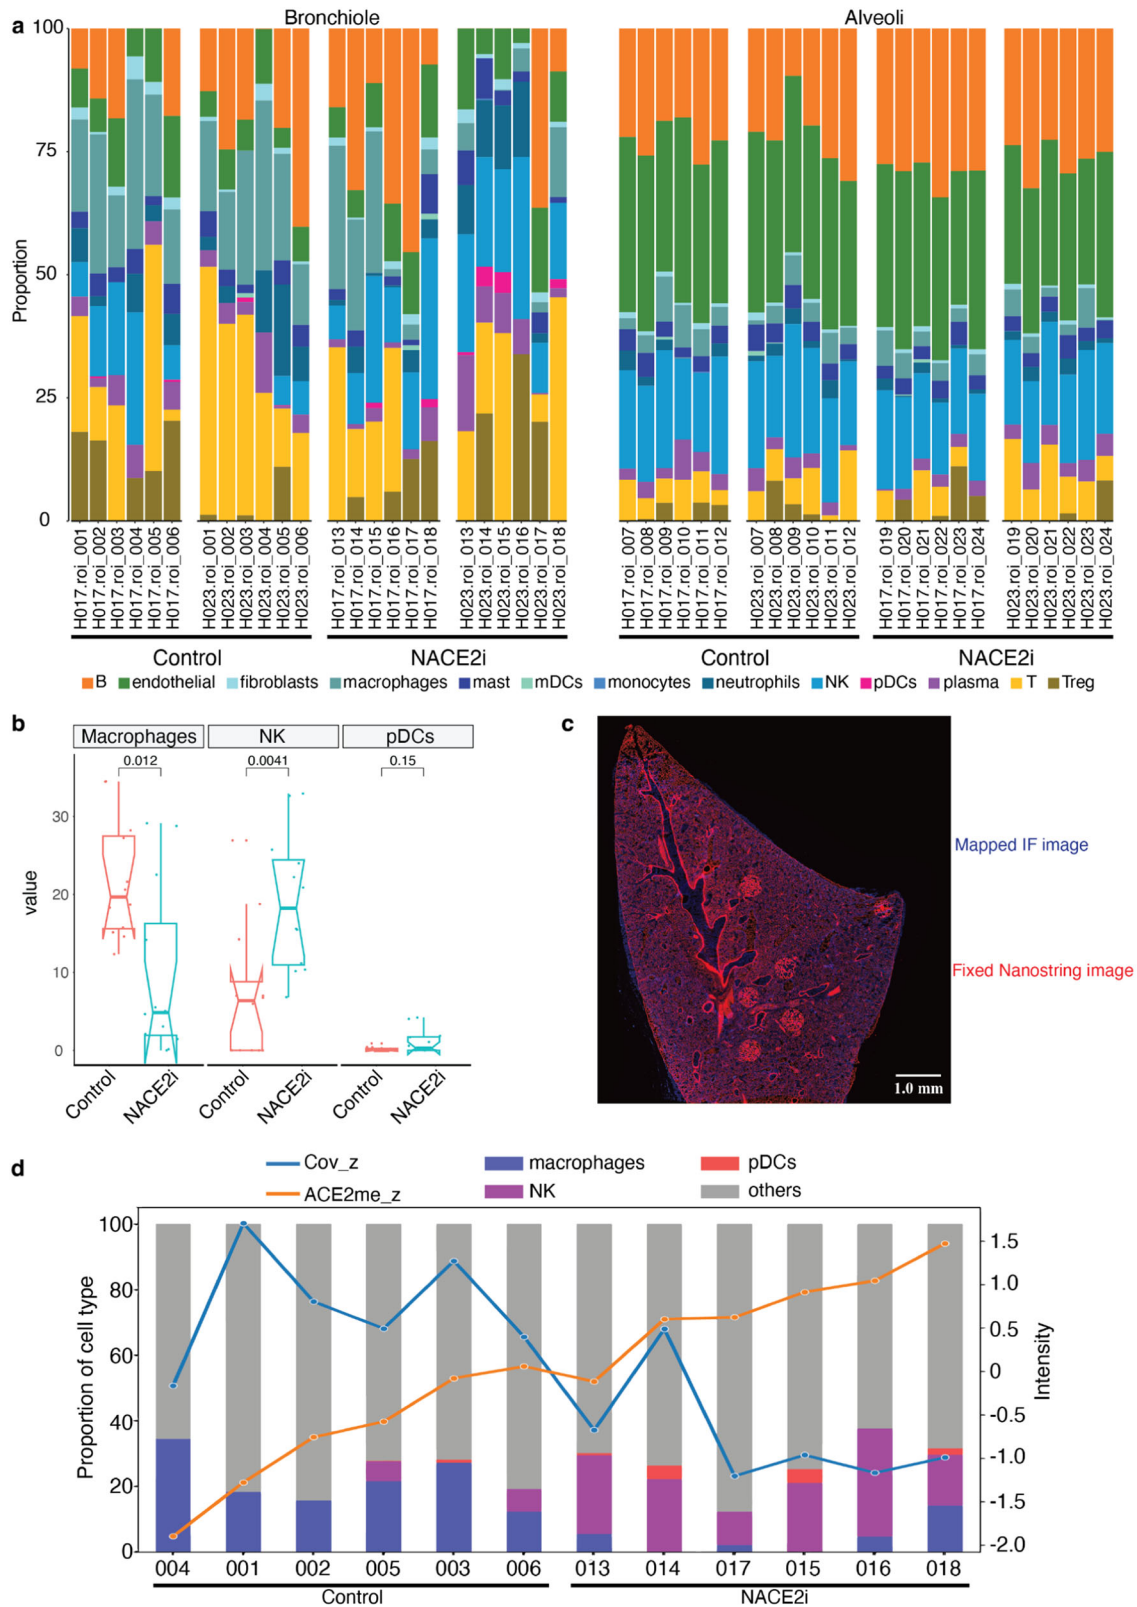 a
Bronchiole
Alveoli
Proportion
100
75
50
25
0
H017.roi_001
H017.roi_002
H017.roi_003
H017.roi_004
H017.roi_005
H017.roi_006
H023.roi_001
H023.roi_002
H023.roi_003
H023.roi_004
H023.roi_005
H023.roi_006
H017.roi_013
H017.roi_014
H017.roi_015
H017.roi_016
H017.roi_017
H017.roi_018
H023.roi_013
H023.roi_014
H023.roi_015
H023.roi_016
H023.roi_017
H023.roi_018
H017.roi_007
H017.roi_08
H017.roi_009
H017.roi_010
H017.roi_011
H017.roi_012
H023.roi_007
H023.roi_008
H023.roi_009
H023.roi_010
H023.roi_011
H023.roi_012
H017.roi_019
H017.roi_020
H017.roi_021
H017.roi_022
H017.roi_023
H017.roi_024
H023.roi_019
H023.roi_020
H023.roi_021
H023.roi_022
H023.roi_023
H023.roi_024
Control NACE2i Control NACE2i
B endothelial fibroblasts macrophages mast mDCs monocytes neutrophils NK pDCs plasma T Treg
b
Macrophages NK pDCs
0.012 0.0041 0.15
value
30
20
10
0
Control NACE2i Control NACE2i Control NACE2i
c
Mapped IF image
Fixed Nanostring image
1.0 mm
d
Cov_z macrophages pDCs
ACE2me_z NK others
Proportion of cell type
100
80
60
40
20
0
Intensity
1.5
1.0
0.5
0
-0.5
-1.0
-1.5
-2.0
004 001 002 005 003 006 013 014 017 015 016 018
Control NACE2i